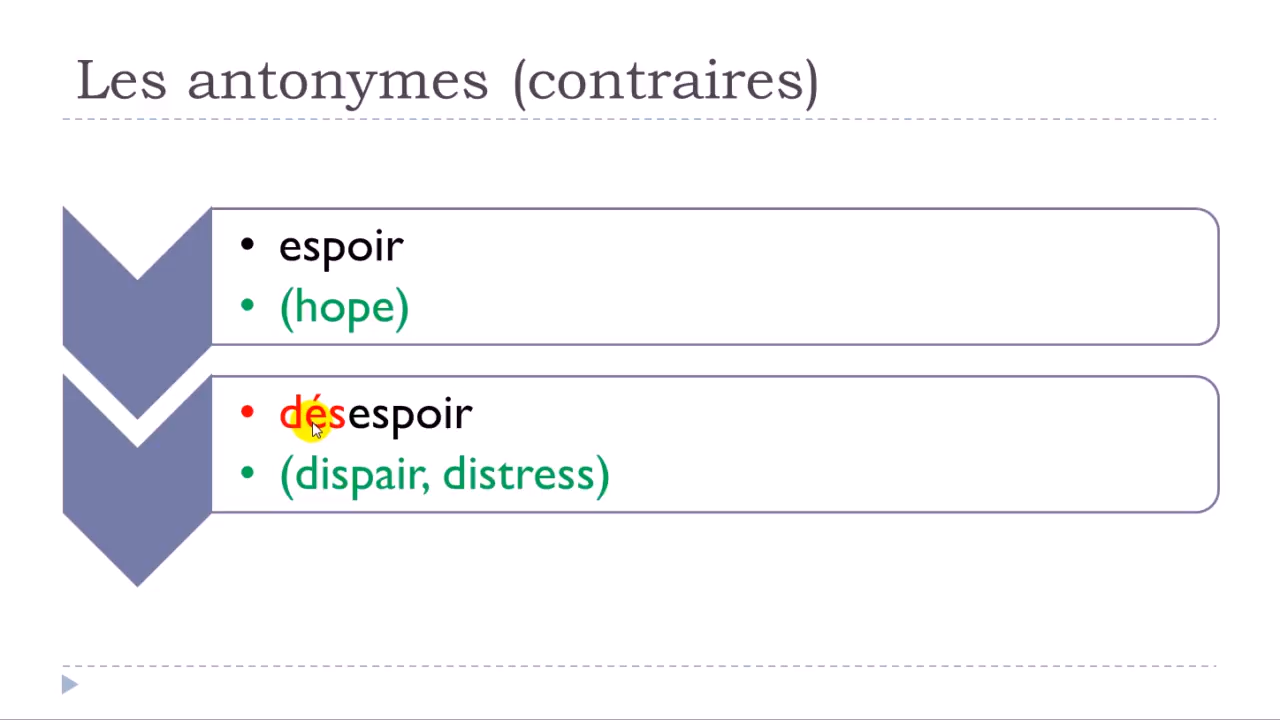 Les antonymes (contraires)
• espoir
• (hope)
• désespoir
• (dispair, distress)